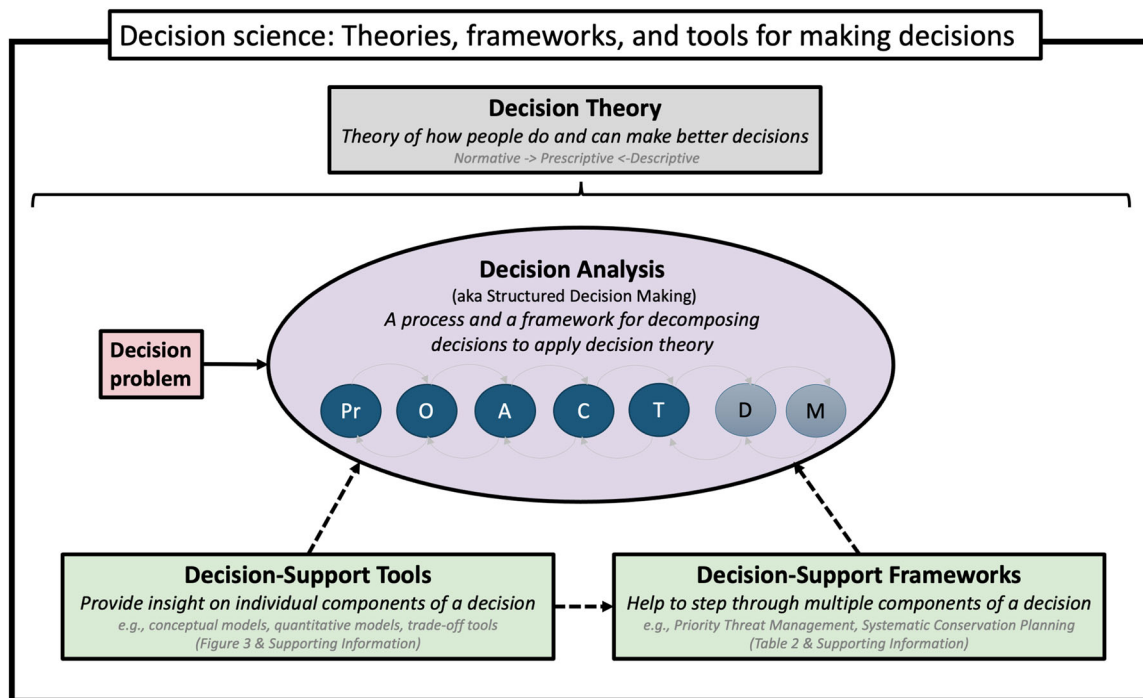 Decision science: Theories, frameworks, and tools for making decisions
Decision Theory
Theory of how people do and can make better decisions
Normative -> Prescriptive <-Descriptive
Decision Analysis
(aka Structured Decision Making)
A process and a framework for decomposing
decisions to apply decision theory
Decision
problem
Pr O A C T D M
Decision-Support Tools
Provide insight on individual components of a decision
e.g., conceptual models, quantitative models, trade-off tools
(Figure 3 & Supporting Information)
Decision-Support Frameworks
Help to step through multiple components of a decision
e.g., Priority Threat Management, Systematic Conservation Planning
(Table 2 & Supporting Information)